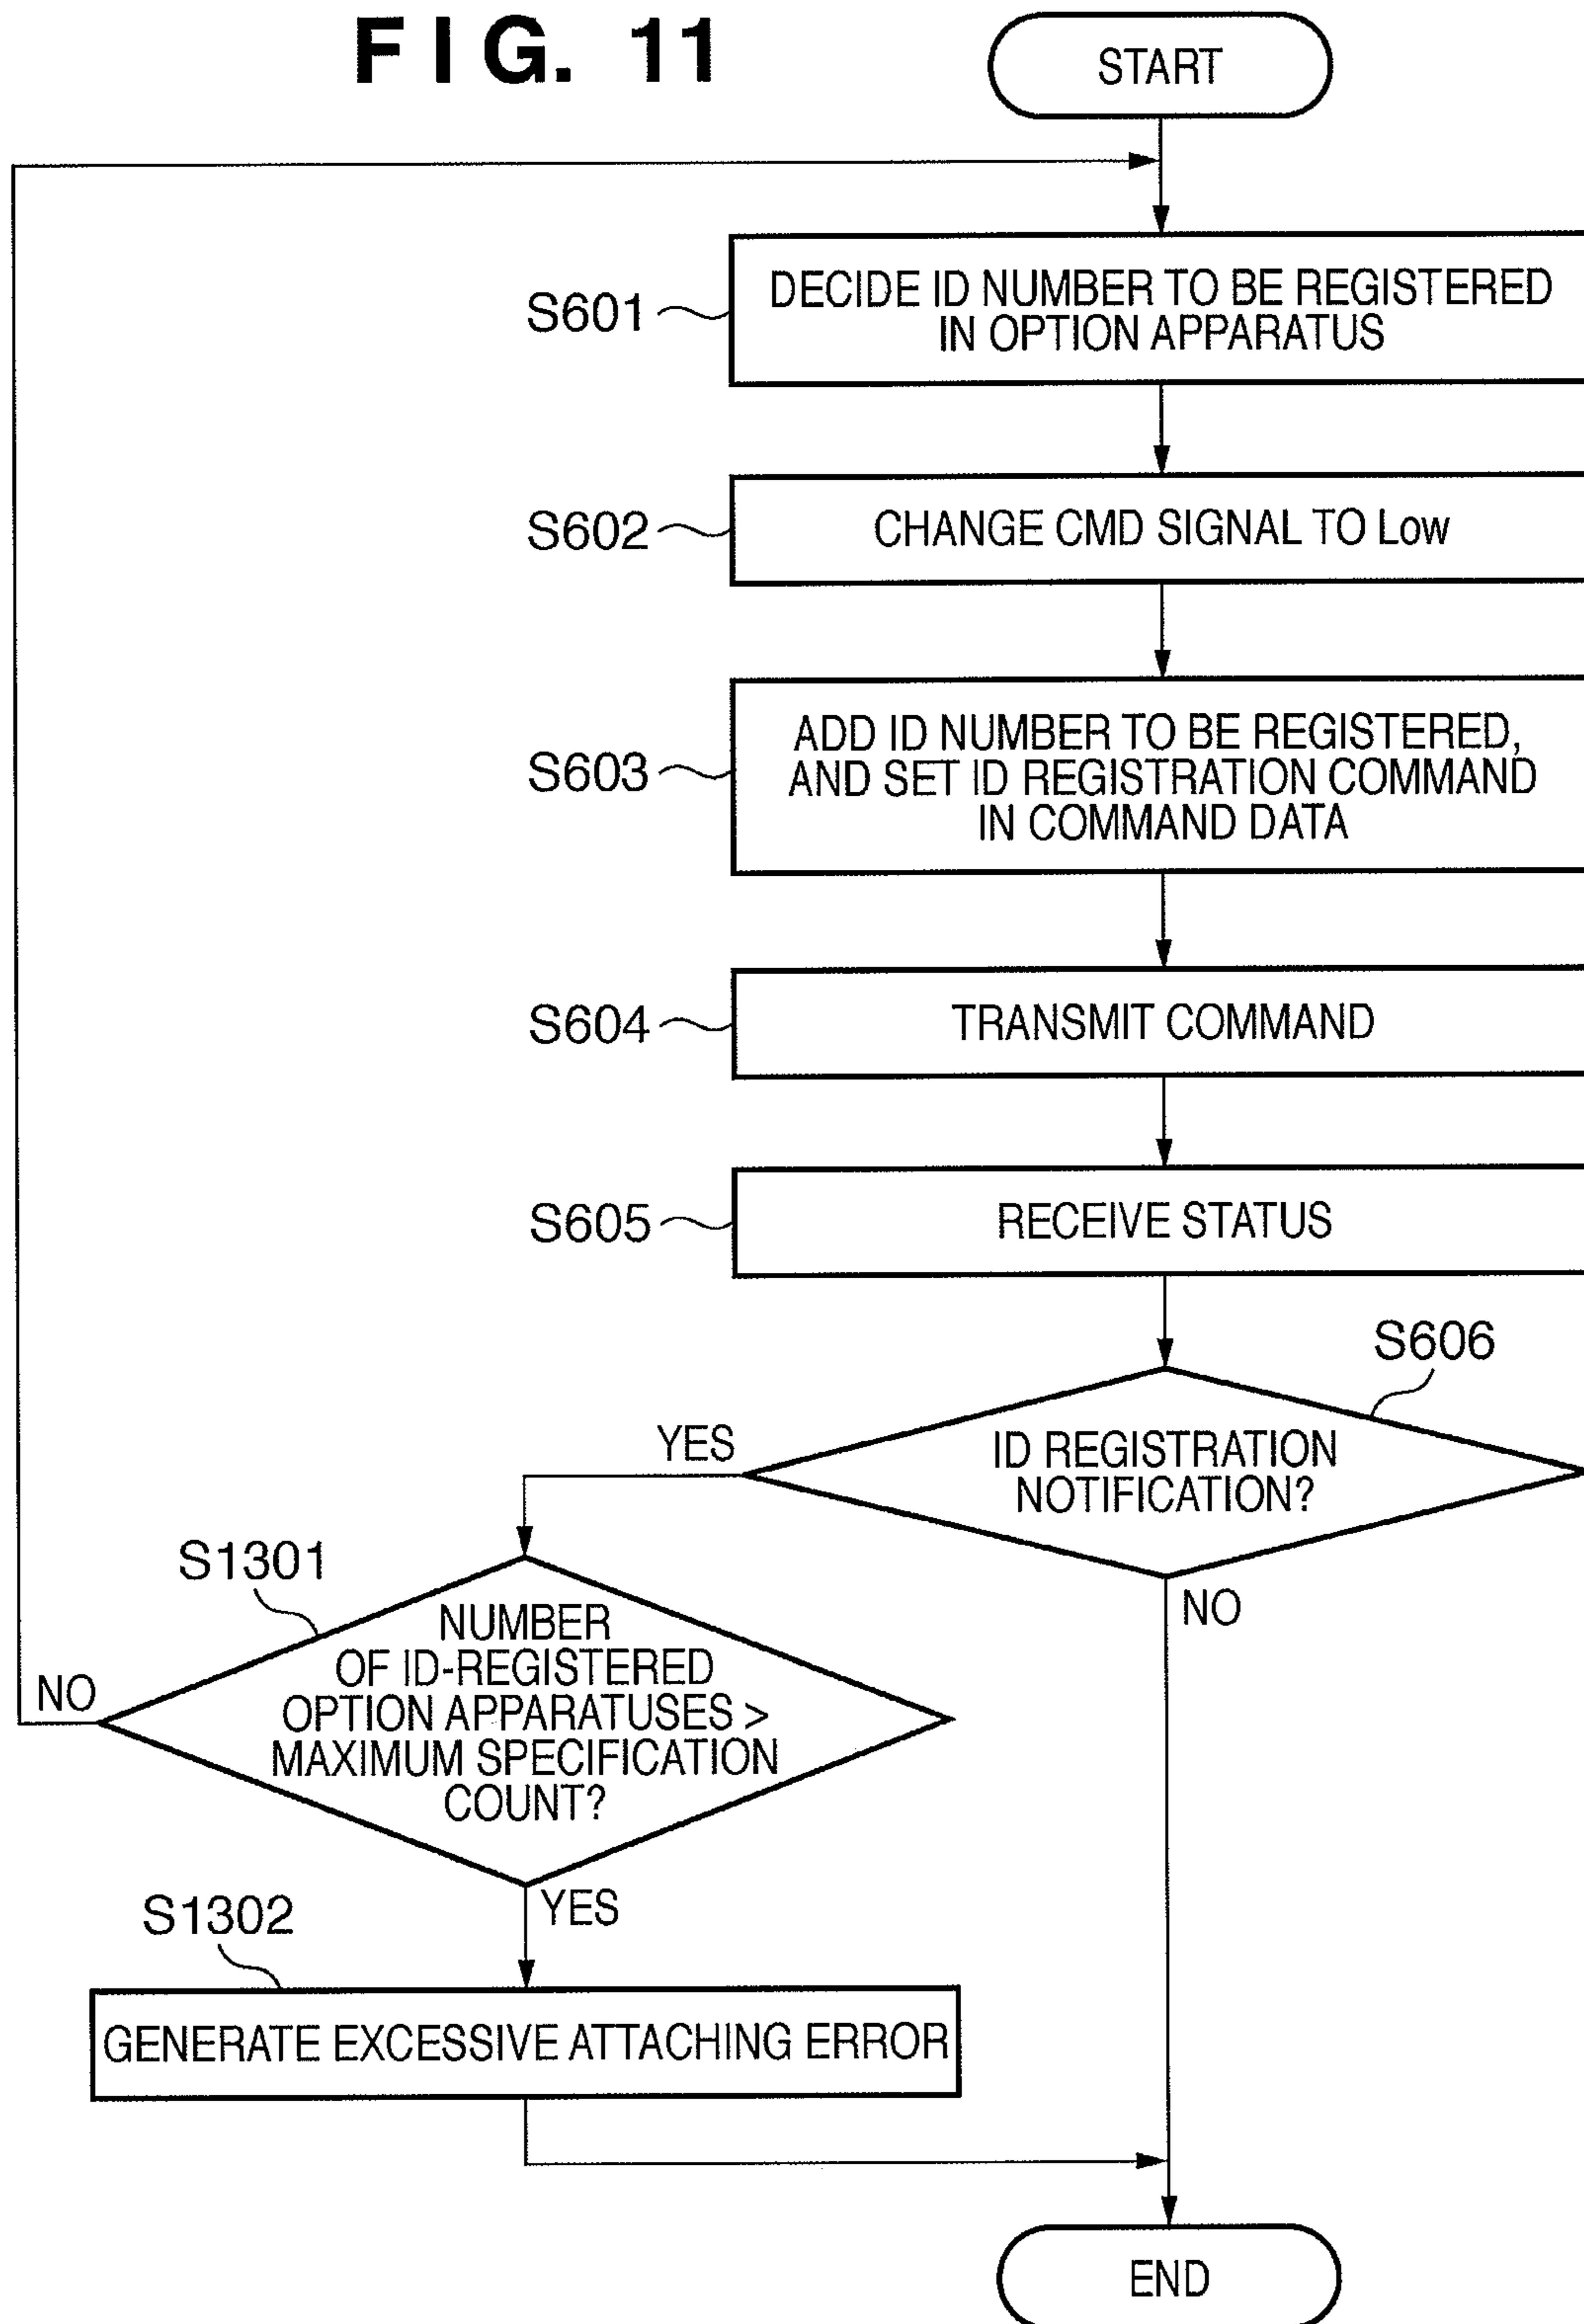 FIG. 11
START
S601
DECIDE ID NUMBER TO BE REGISTERED
IN OPTION APPARATUS
S602
CHANGE CMD SIGNAL TO Low
S603
ADD ID NUMBER TO BE REGISTERED,
AND SET ID REGISTRATION COMMAND
IN COMMAND DATA
S604
TRANSMIT COMMAND
S605
RECEIVE STATUS
S606
ID REGISTRATION
NOTIFICATION?
YES
NO
S1301
NUMBER
OF ID-REGISTERED
OPTION APPARATUSES >
MAXIMUM SPECIFICATION
COUNT?
NO
YES
S1302
GENERATE EXCESSIVE ATTACHING ERROR
END